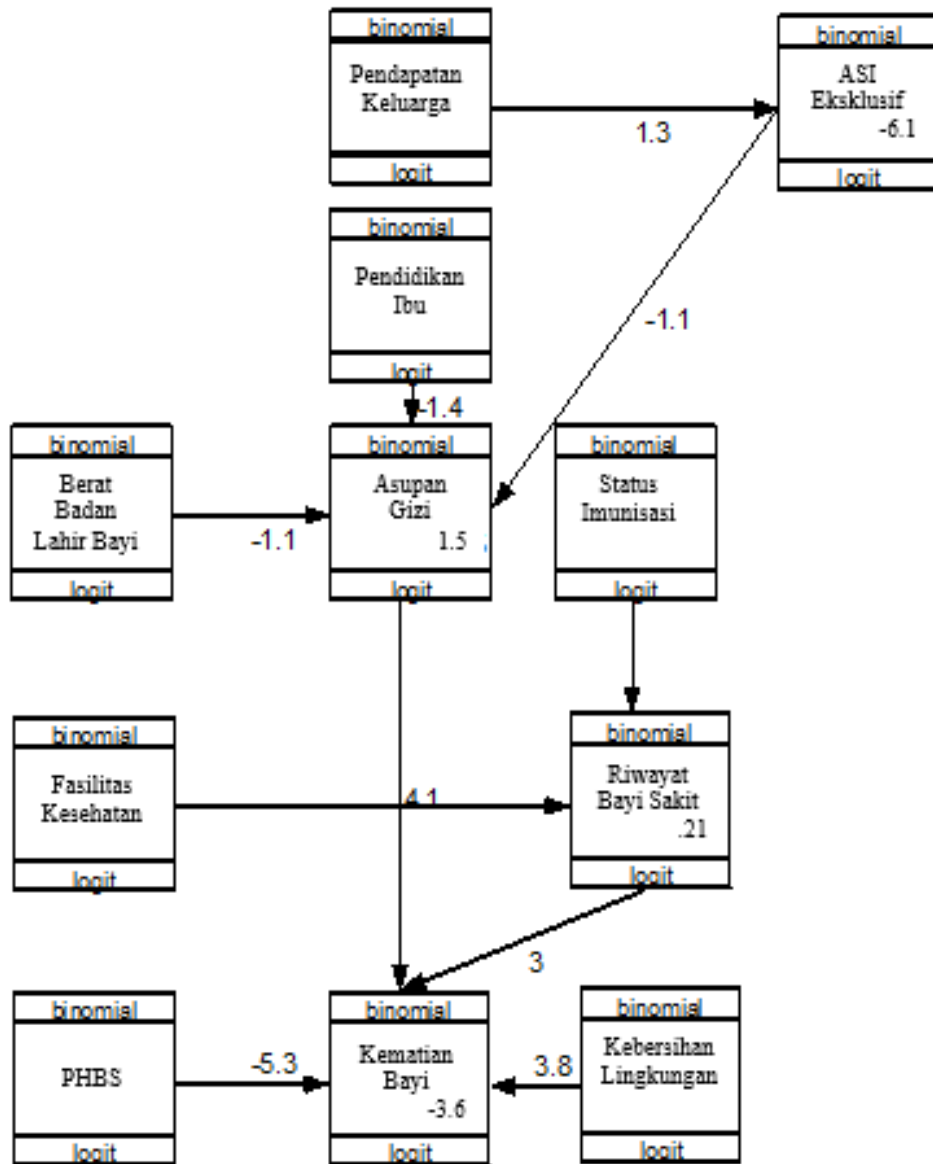 binomial
Pendapatan
Keluarga
logit
1.3
binomial
ASI
Eksklusif
-6.1
logit
binomial
Pendidikan
Ibu
logit
-1.1
-1.4
binomial
Berat
Badan
Lahir Bayi
logit
-1.1
binomial
Asupan
Gizi
1.5
logit
binomial
Status
Imunisasi
logit
binomial
Fasilitas
Kesehatan
logit
4.1
binomial
Riwayat
Bayi Sakit
.21
logit
3
binomial
PHBS
logit
-5.3
binomial
Kematian
Bayi
-3.6
logit
3.8
binomial
Kebersihan
Lingkungan
logit